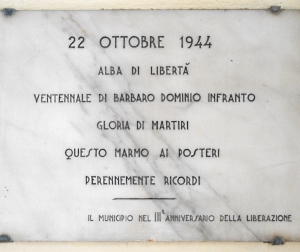 22 OTTOBRE 1944
ALBA DI LIBERTÀ
VENTENNALE DI BARBARO DOMINIO INFRANTO
GLORIA DI MARTIRI
QUESTO MARMO AI POSTERI
PERENNEMENTE RICORDI
IL MUNICIPIO NEL III° ANNIVERSARIO DELLA LIBERAZIONE